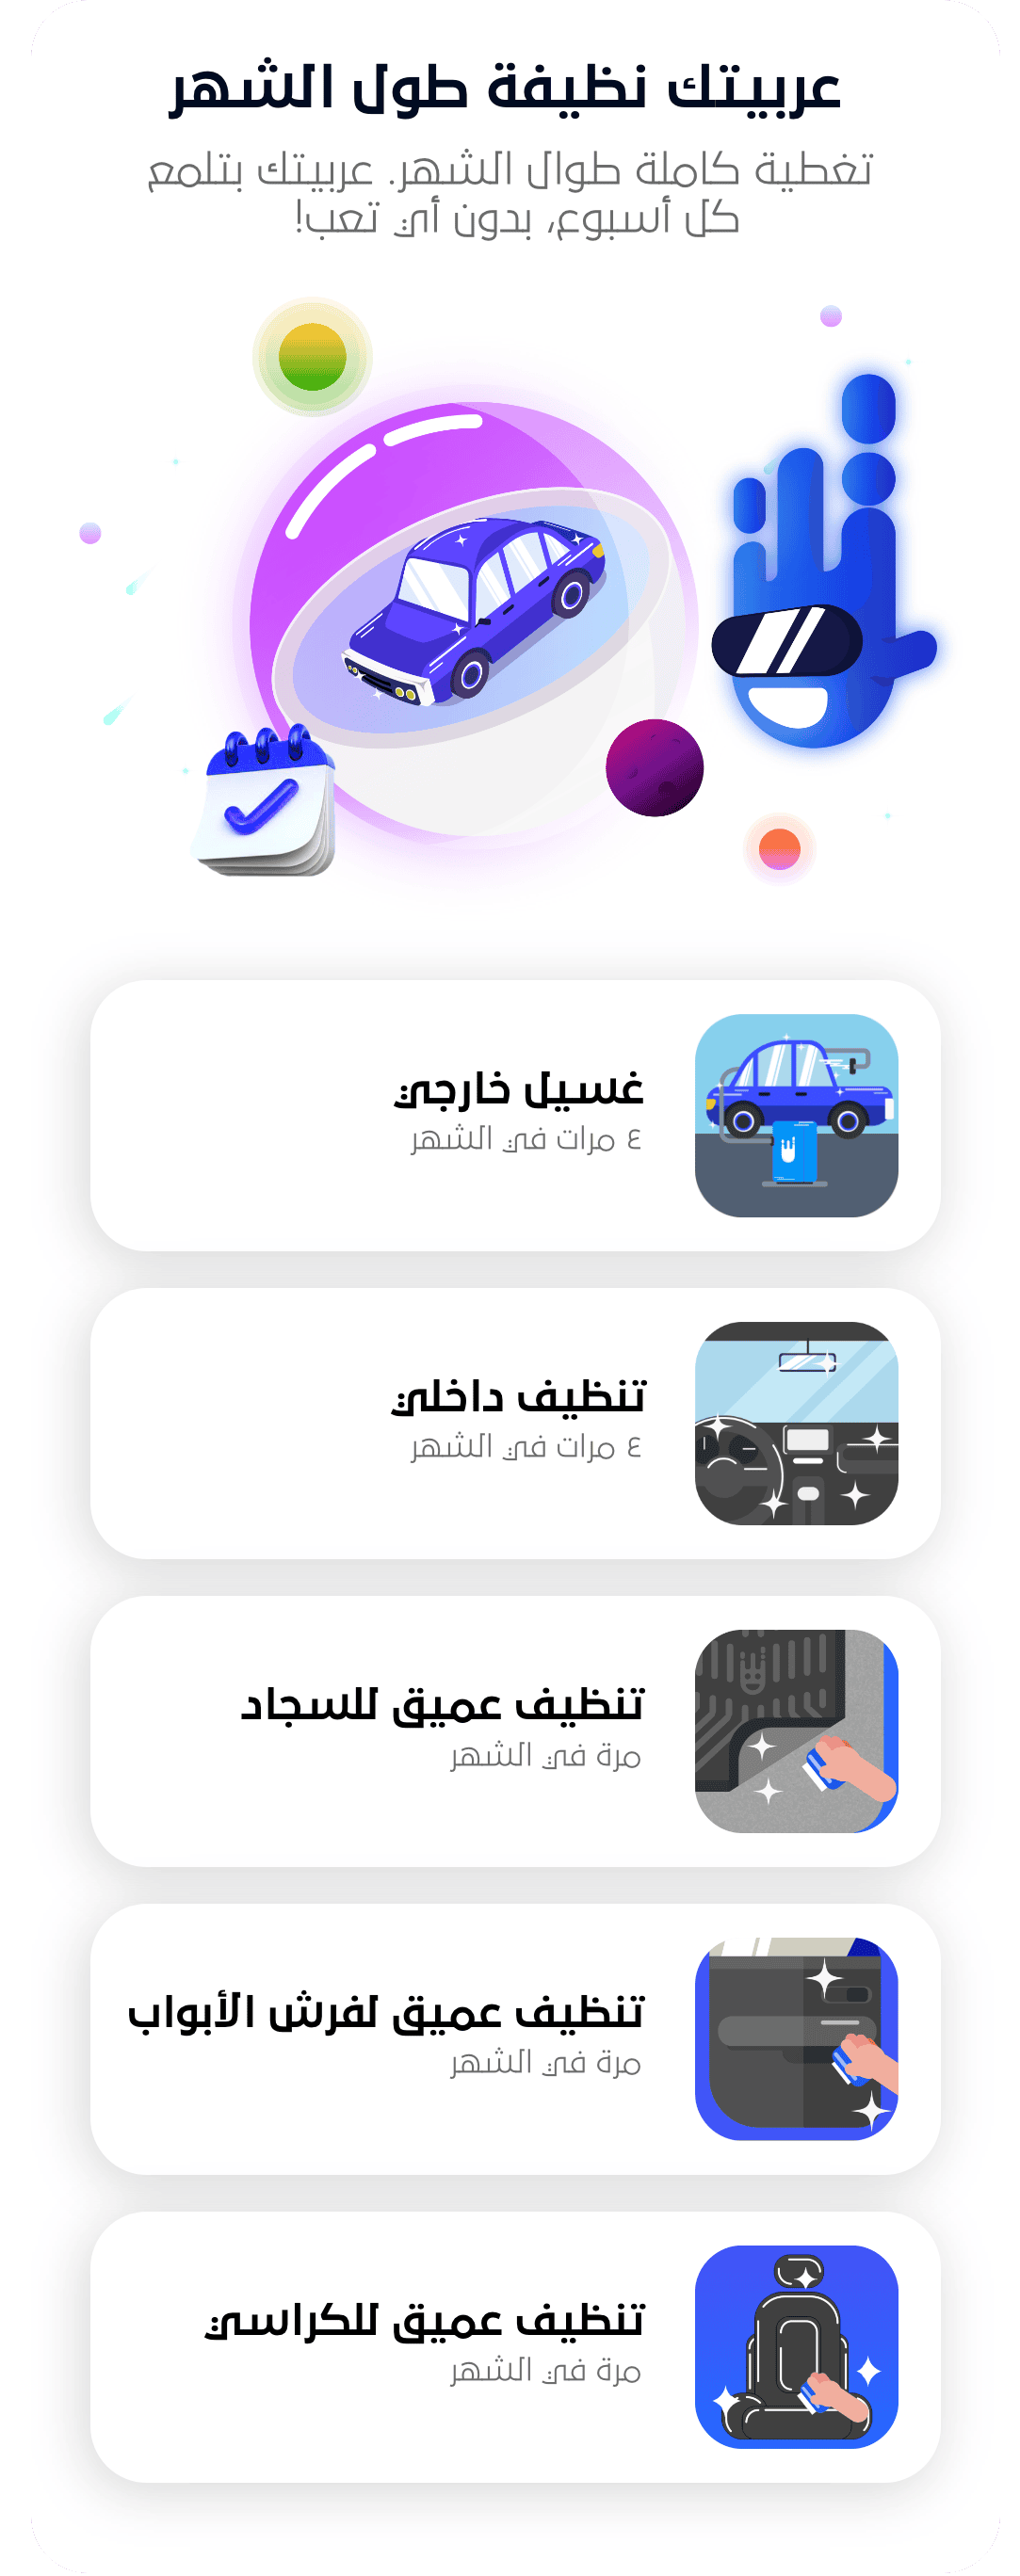 عربيتك نظيفة طول الشهر
تغطية كاملة طوال الشهر. عربيتك بتلمع
كل أسبوع، بدون أي تعب!
غسيل خارجي
٤ مرات في الشهر
تنظيف داخلي
٤ مرات في الشهر
تنظيف عميق للسجاد
مرة في الشهر
تنظيف عميق لفرش الأبواب
مرة في الشهر
تنظيف عميق للكراسي
مرة في الشهر